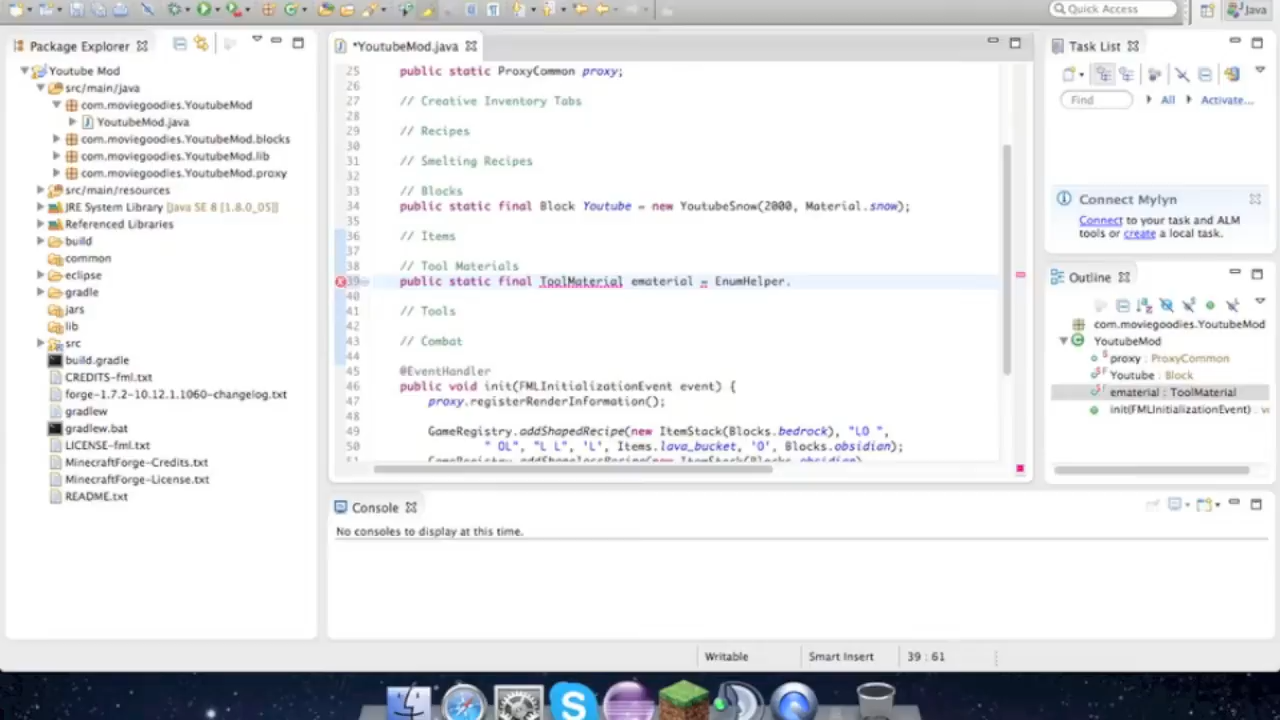 Quick Access
Java
Package Explorer
Youtube Mod
src/main/java
com.moviegoodies.YoutubeMod
YoutubeMod.java
com.moviegoodies.YoutubeMod.blocks
com.moviegoodies.YoutubeMod.lib
com.moviegoodies.YoutubeMod.proxy
src/main/resources
JRE System Library [Java SE 8 [1.8.0_05]]
Referenced Libraries
build
common
eclipse
gradle
jars
lib
src
build.gradle
CREDITS-fml.txt
forge-1.7.2-10.12.1.1060-changelog.txt
gradlew
gradlew.bat
LICENSE-fml.txt
MinecraftForge-Credits.txt
MinecraftForge-License.txt
README.txt
*YoutubeMod.java
25 public static ProxyCommon proxy;
26
27 // Creative Inventory Tabs
28
29 // Recipes
30
31 // Smelting Recipes
32
33 // Blocks
34 public static final Block Youtube = new YoutubeSnow(2000, Material.snow);
35
36 // Items
37
38 // Tool Materials
39 public static final ToolMaterial ematerial = EnumHelper.
40
41 // Tools
42
43 // Combat
44
45 @EventHandler
46 public void init(FMLInitializationEvent event) {
47 proxy.registerRenderInformation();
48
49 GameRegistry.addShapedRecipe(new ItemStack(Blocks.bedrock), "LO ",
50 " OL", "L L", 'L', Items.lava_bucket, 'O', Blocks.obsidian);
51 GameRegistry.addShapelessRecipe(new ItemStack(Blocks.obsidian)
Console
No consoles to display at this time.
Task List
Find
All
Activate...
Connect Mylyn
Connect to your task and ALM
tools or create a local task.
Outline
com.moviegoodies.YoutubeMod
YoutubeMod
proxy : ProxyCommon
Youtube : Block
ematerial : ToolMaterial
init(FMLInitializationEvent) : v
Writable
Smart Insert
39 : 61